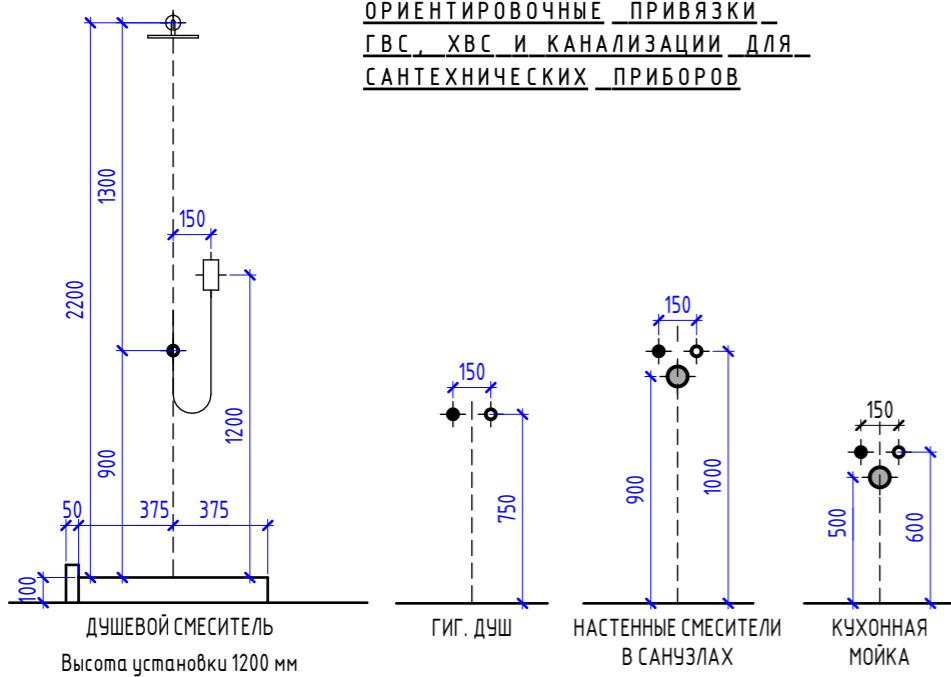 ОРИЕНТИРОВОЧНЫЕ ПРИВЯЗКИ
ГВС, ХВС И КАНАЛИЗАЦИИ ДЛЯ
САНТЕХНИЧЕСКИХ ПРИБОРОВ
1300
150
2200
900
1200
50
375
375
100
ДУШЕВОЙ СМЕСИТЕЛЬ
Высота установки 1200 мм
150
750
ГИГ. ДУШ
150
900
1000
НАСТЕННЫЕ СМЕСИТЕЛИ
В САНУЗЛАХ
150
500
600
КУХОННАЯ
МОЙКА